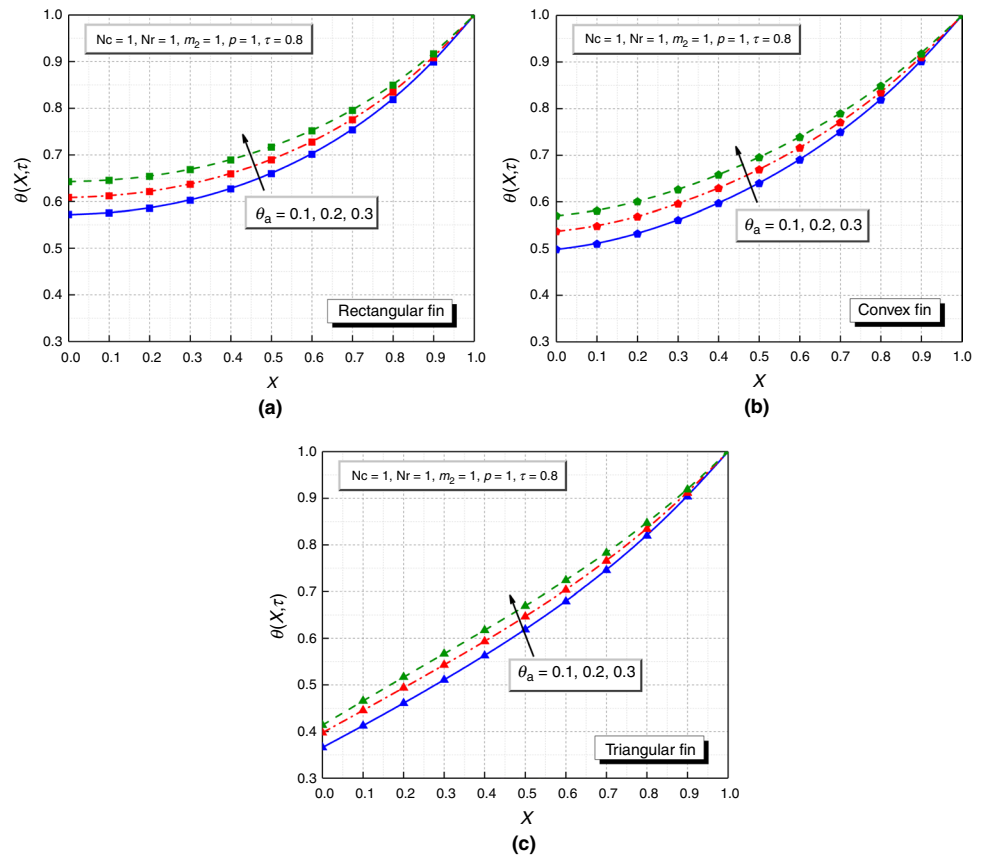 Nc = 1, Nr = 1, m₂ = 1, p = 1, τ = 0.8
1.0
0.9
0.8
0.7
0.6
0.5
0.4
0.3
θ(X,τ)
θₐ = 0.1, 0.2, 0.3
Rectangular fin
0.0 0.1 0.2 0.3 0.4 0.5 0.6 0.7 0.8 0.9 1.0
X
(a)
Nc = 1, Nr = 1, m₂ = 1, p = 1, τ = 0.8
1.0
0.9
0.8
0.7
0.6
0.5
0.4
0.3
θ(X,τ)
θₐ = 0.1, 0.2, 0.3
Convex fin
0.0 0.1 0.2 0.3 0.4 0.5 0.6 0.7 0.8 0.9 1.0
X
(b)
Nc = 1, Nr = 1, m₂ = 1, p = 1, τ = 0.8
1.0
0.9
0.8
0.7
0.6
0.5
0.4
0.3
θ(X,τ)
θₐ = 0.1, 0.2, 0.3
Triangular fin
0.0 0.1 0.2 0.3 0.4 0.5 0.6 0.7 0.8 0.9 1.0
X
(c)